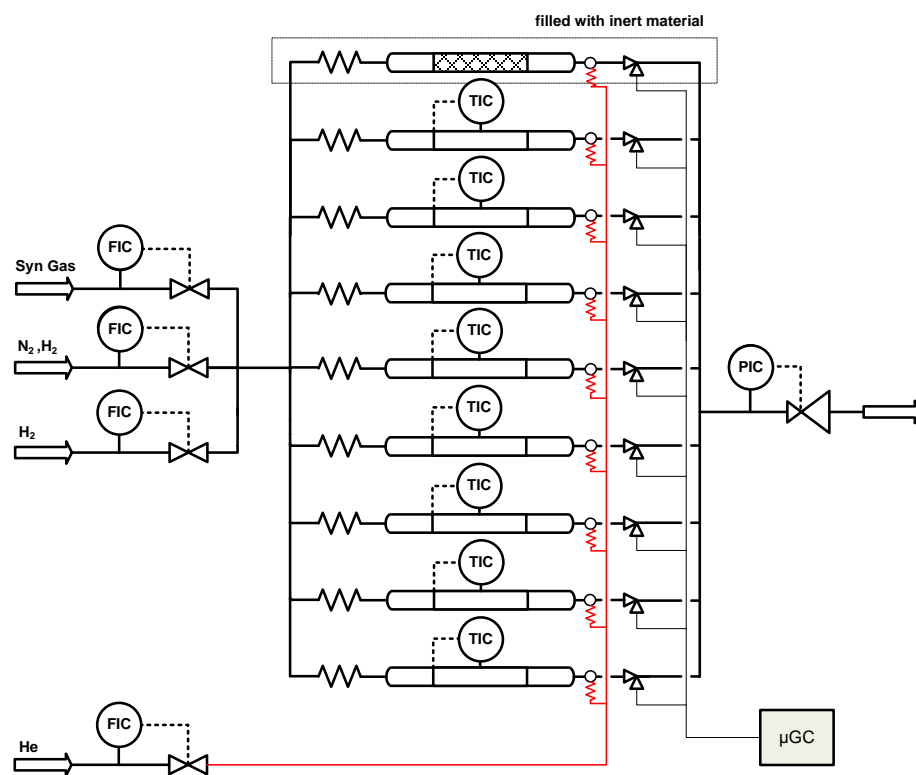 filled with inert material
TIC
TIC
TIC
FIC
Syn Gas
TIC
FIC
N₂ ,H₂
TIC
PIC
FIC
H₂
TIC
TIC
TIC
FIC
He
µGC